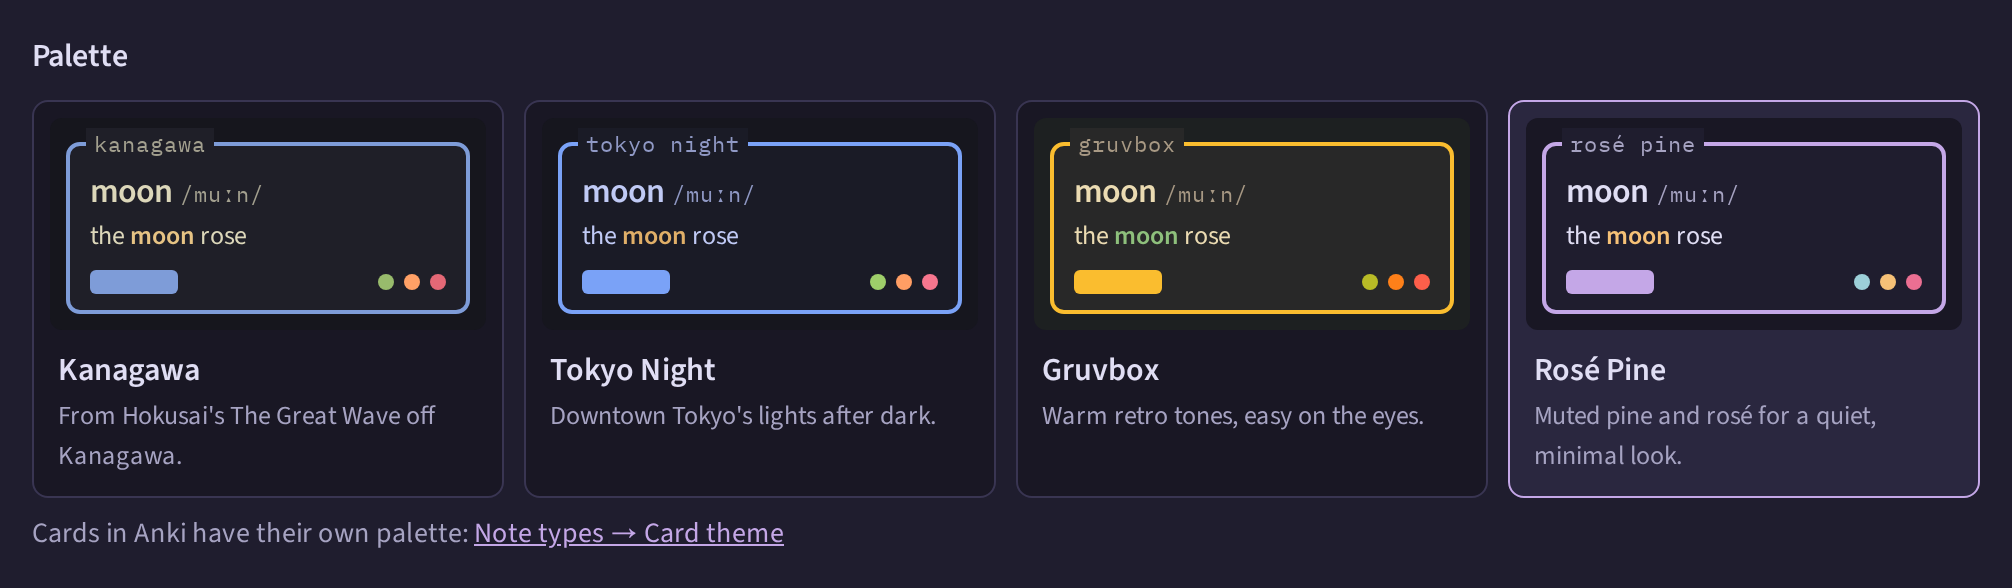 Palette
kanagawa
moon /muːn/
the moon rose
Kanagawa
From Hokusai's The Great Wave off
Kanagawa.
tokyo night
moon /muːn/
the moon rose
Tokyo Night
Downtown Tokyo's lights after dark.
gruvbox
moon /muːn/
the moon rose
Gruvbox
Warm retro tones, easy on the eyes.
rosé pine
moon /muːn/
the moon rose
Rosé Pine
Muted pine and rosé for a quiet,
minimal look.
Cards in Anki have their own palette: Note types → Card theme